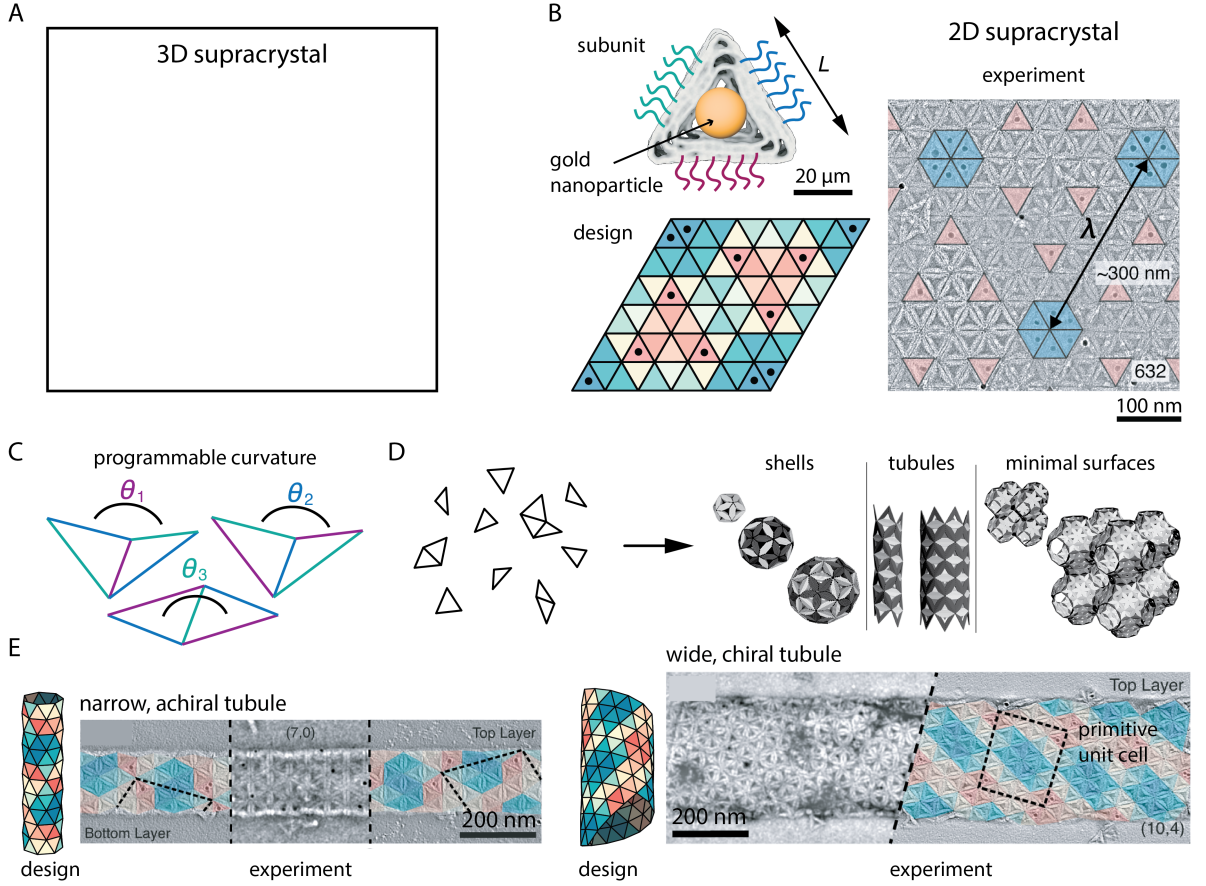 A
3D supracrystal
B
subunit
L
gold
nanoparticle
20 μm
design
2D supracrystal
experiment
λ
~300 nm
632
100 nm
C
programmable curvature
θ1
θ2
θ3
D
shells
tubules
minimal surfaces
E
narrow, achiral tubule
(7,0)
Top Layer
Bottom Layer
200 nm
design
experiment
wide, chiral tubule
Top Layer
primitive
unit cell
200 nm
(10,4)
design
experiment